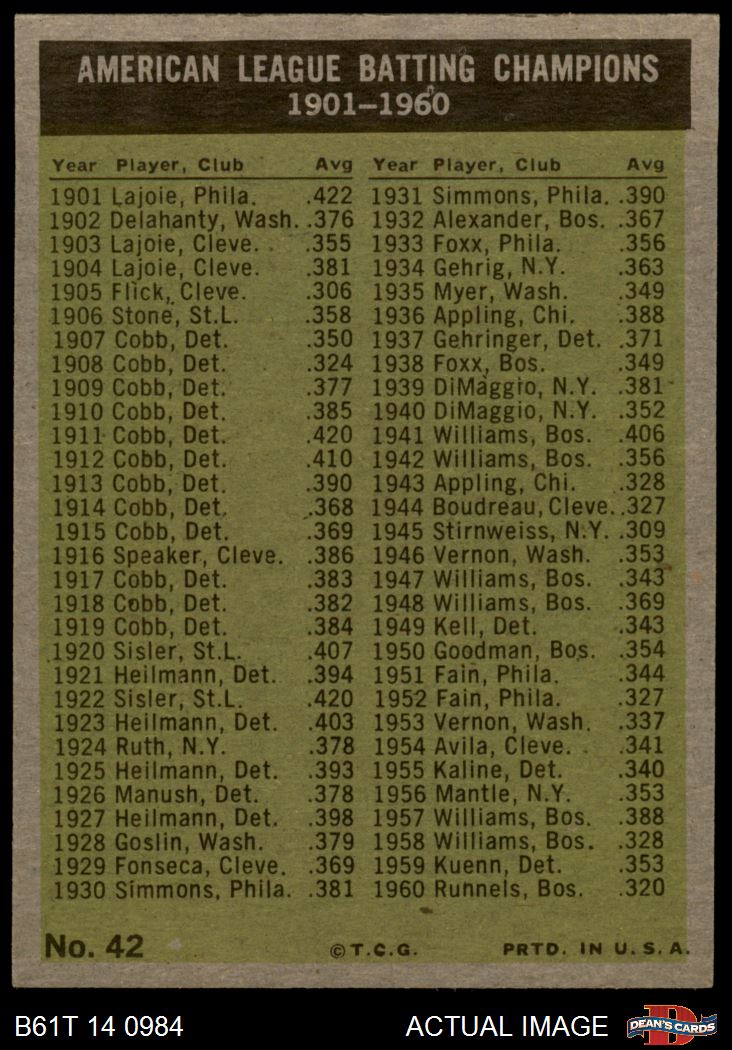 AMERICAN LEAGUE BATTING CHAMPIONS
1901–1960
Year Player, Club Avg
1901 Lajoie, Phila. .422
1902 Delahanty, Wash. .376
1903 Lajoie, Cleve. .355
1904 Lajoie, Cleve. .381
1905 Flick, Cleve. .306
1906 Stone, St.L. .358
1907 Cobb, Det. .350
1908 Cobb, Det. .324
1909 Cobb, Det. .377
1910 Cobb, Det. .385
1911 Cobb, Det. .420
1912 Cobb, Det. .410
1913 Cobb, Det. .390
1914 Cobb, Det. .368
1915 Cobb, Det. .369
1916 Speaker, Cleve. .386
1917 Cobb, Det. .383
1918 Cobb, Det. .382
1919 Cobb, Det. .384
1920 Sisler, St.L. .407
1921 Heilmann, Det. .394
1922 Sisler, St.L. .420
1923 Heilmann, Det. .403
1924 Ruth, N.Y. .378
1925 Heilmann, Det. .393
1926 Manush, Det. .378
1927 Heilmann, Det. .398
1928 Goslin, Wash. .379
1929 Fonseca, Cleve. .369
1930 Simmons, Phila. .381
Year Player, Club Avg
1931 Simmons, Phila. .390
1932 Alexander, Bos. .367
1933 Foxx, Phila. .356
1934 Gehrig, N.Y. .363
1935 Myer, Wash. .349
1936 Appling, Chi. .388
1937 Gehringer, Det. .371
1938 Foxx, Bos. .349
1939 DiMaggio, N.Y. .381
1940 DiMaggio, N.Y. .352
1941 Williams, Bos. .406
1942 Williams, Bos. .356
1943 Appling, Chi. .328
1944 Boudreau, Cleve. .327
1945 Stirnweiss, N.Y. .309
1946 Vernon, Wash. .353
1947 Williams, Bos. .343
1948 Williams, Bos. .369
1949 Kell, Det. .343
1950 Goodman, Bos. .354
1951 Fain, Phila. .344
1952 Fain, Phila. .327
1953 Vernon, Wash. .337
1954 Avila, Cleve. .341
1955 Kaline, Det. .340
1956 Mantle, N.Y. .353
1957 Williams, Bos. .388
1958 Williams, Bos. .328
1959 Kuenn, Det. .353
1960 Runnels, Bos. .320
No. 42 © T.C.G. PRTD. IN U.S.A.
B61T 14 0984 ACTUAL IMAGE D DEAN'S CARDS